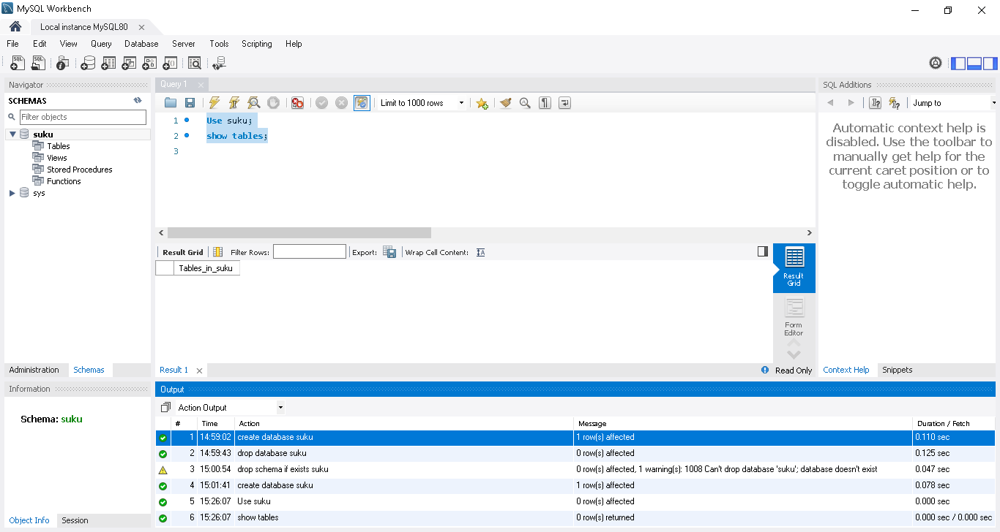 MySQL Workbench
Local instance MySQL80
File Edit View Query Database Server Tools Scripting Help
Navigator
SCHEMAS
Filter objects
suku
Tables
Views
Stored Procedures
Functions
sys
Administration Schemas
Information
Schema: suku
Object Info Session
Query 1
Limit to 1000 rows
1 Use suku;
2 show tables;
3
Result Grid Filter Rows: Export: Wrap Cell Content:
Tables_in_suku
Result
Grid
Form
Editor
Result 1 Read Only
SQL Additions
Jump to
Automatic context help is
disabled. Use the toolbar to
manually get help for the
current caret position or to
toggle automatic help.
Context Help Snippets
Output
Action Output
# Time Action Message Duration / Fetch
1 14:59:02 create database suku 1 row(s) affected 0.110 sec
2 14:59:43 drop database suku 0 row(s) affected 0.125 sec
3 15:00:54 drop schema if exists suku 0 row(s) affected, 1 warning(s): 1008 Can't drop database 'suku'; database doesn't exist 0.047 sec
4 15:01:41 create database suku 1 row(s) affected 0.078 sec
5 15:26:07 Use suku 0 row(s) affected 0.000 sec
6 15:26:07 show tables 0 row(s) returned 0.000 sec / 0.000 sec